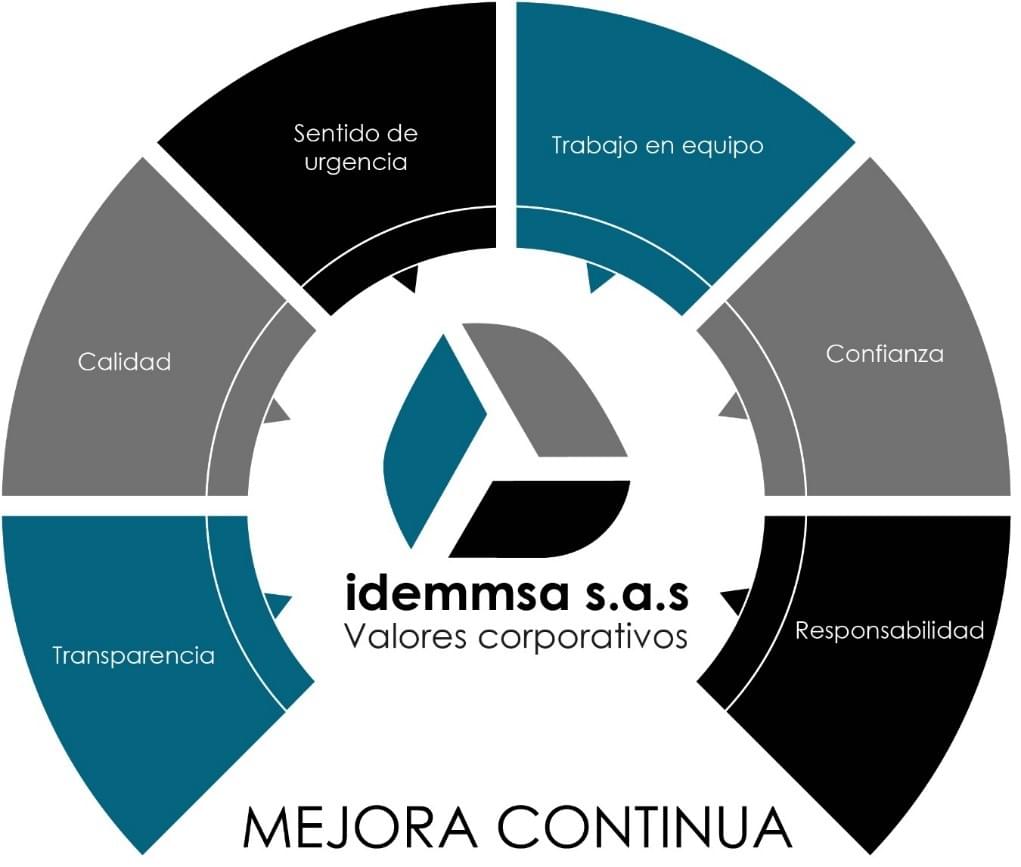 Sentido de
urgencia
Trabajo en equipo
Calidad
Confianza
Transparencia
Responsabilidad
idemmsa s.a.s
Valores corporativos
MEJORA CONTINUA